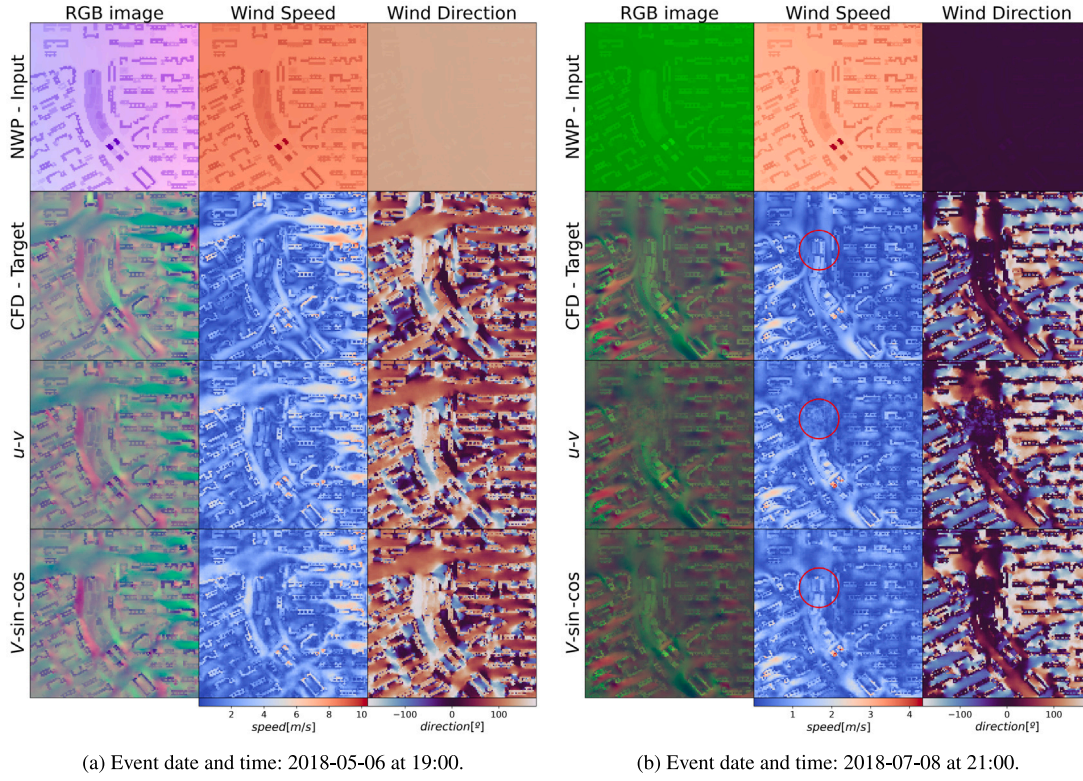 RGB image Wind Speed Wind Direction
RGB image Wind Speed Wind Direction
NWP - Input
NWP - Input
CFD - Target
CFD - Target
u-v
u-v
V-sin-cos
V-sin-cos
2 4 6 8 10
−100 0 100
1 2 3 4
−100 0 100
speed[m/s]
direction[º]
speed[m/s]
direction[º]
(a) Event date and time: 2018-05-06 at 19:00.
(b) Event date and time: 2018-07-08 at 21:00.